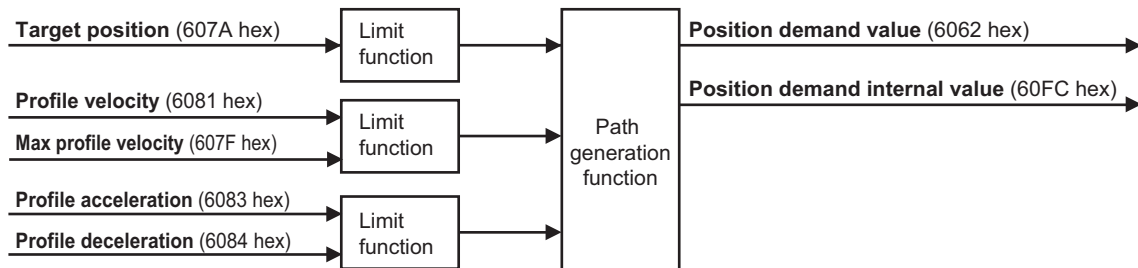 Target position (607A hex)
Limit
function
Position demand value (6062 hex)
Position demand internal value (60FC hex)
Profile velocity (6081 hex)
Max profile velocity (607F hex)
Limit
function
Path
generation
function
Profile acceleration (6083 hex)
Profile deceleration (6084 hex)
Limit
function